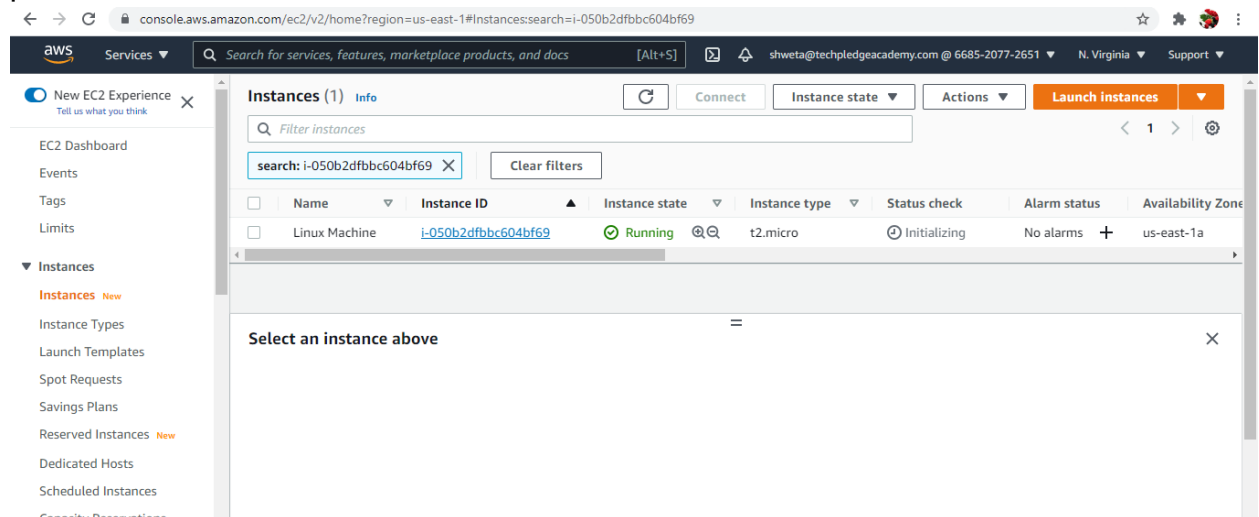 console.aws.amazon.com/ec2/v2/home?region=us-east-1#Instances:search=i-050b2dfbbc604bf69
aws Services ▼ Search for services, features, marketplace products, and docs [Alt+S] shweta@techpledgeacademy.com @ 6685-2077-2651 ▼ N. Virginia ▼ Support ▼
New EC2 Experience
Tell us what you think
EC2 Dashboard
Events
Tags
Limits
▼ Instances
Instances New
Instance Types
Launch Templates
Spot Requests
Savings Plans
Reserved Instances New
Dedicated Hosts
Scheduled Instances
Capacity Reservations
Instances (1) Info Connect Instance state ▼ Actions ▼ Launch instances ▼
Filter instances < 1 >
search: i-050b2dfbbc604bf69 Clear filters
Name Instance ID Instance state Instance type Status check Alarm status Availability Zone
Linux Machine i-050b2dfbbc604bf69 Running t2.micro Initializing No alarms + us-east-1a
Select an instance above